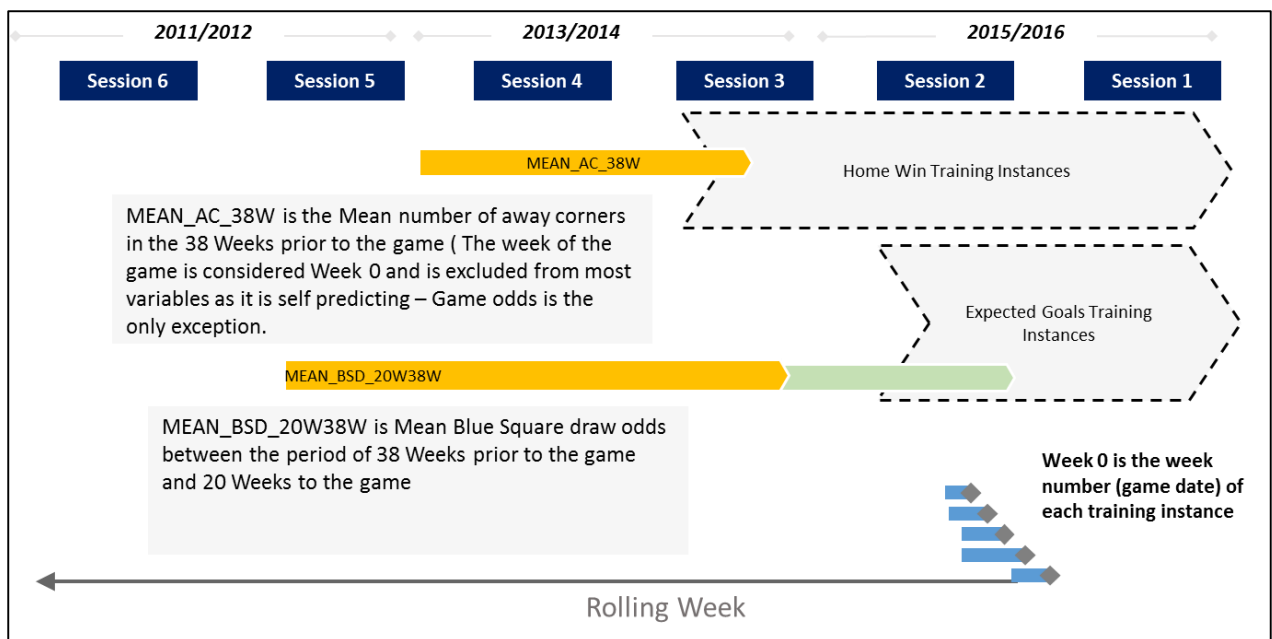 2011/2012
2013/2014
2015/2016
Session 6
Session 5
Session 4
Session 3
Session 2
Session 1
MEAN_AC_38W
Home Win Training Instances
MEAN_AC_38W is the Mean number of away corners
in the 38 Weeks prior to the game ( The week of the
game is considered Week 0 and is excluded from most
variables as it is self predicting – Game odds is the
only exception.
Expected Goals Training
Instances
MEAN_BSD_20W38W
MEAN_BSD_20W38W is Mean Blue Square draw odds
between the period of 38 Weeks prior to the game
and 20 Weeks to the game
Week 0 is the week
number (game date) of
each training instance
Rolling Week